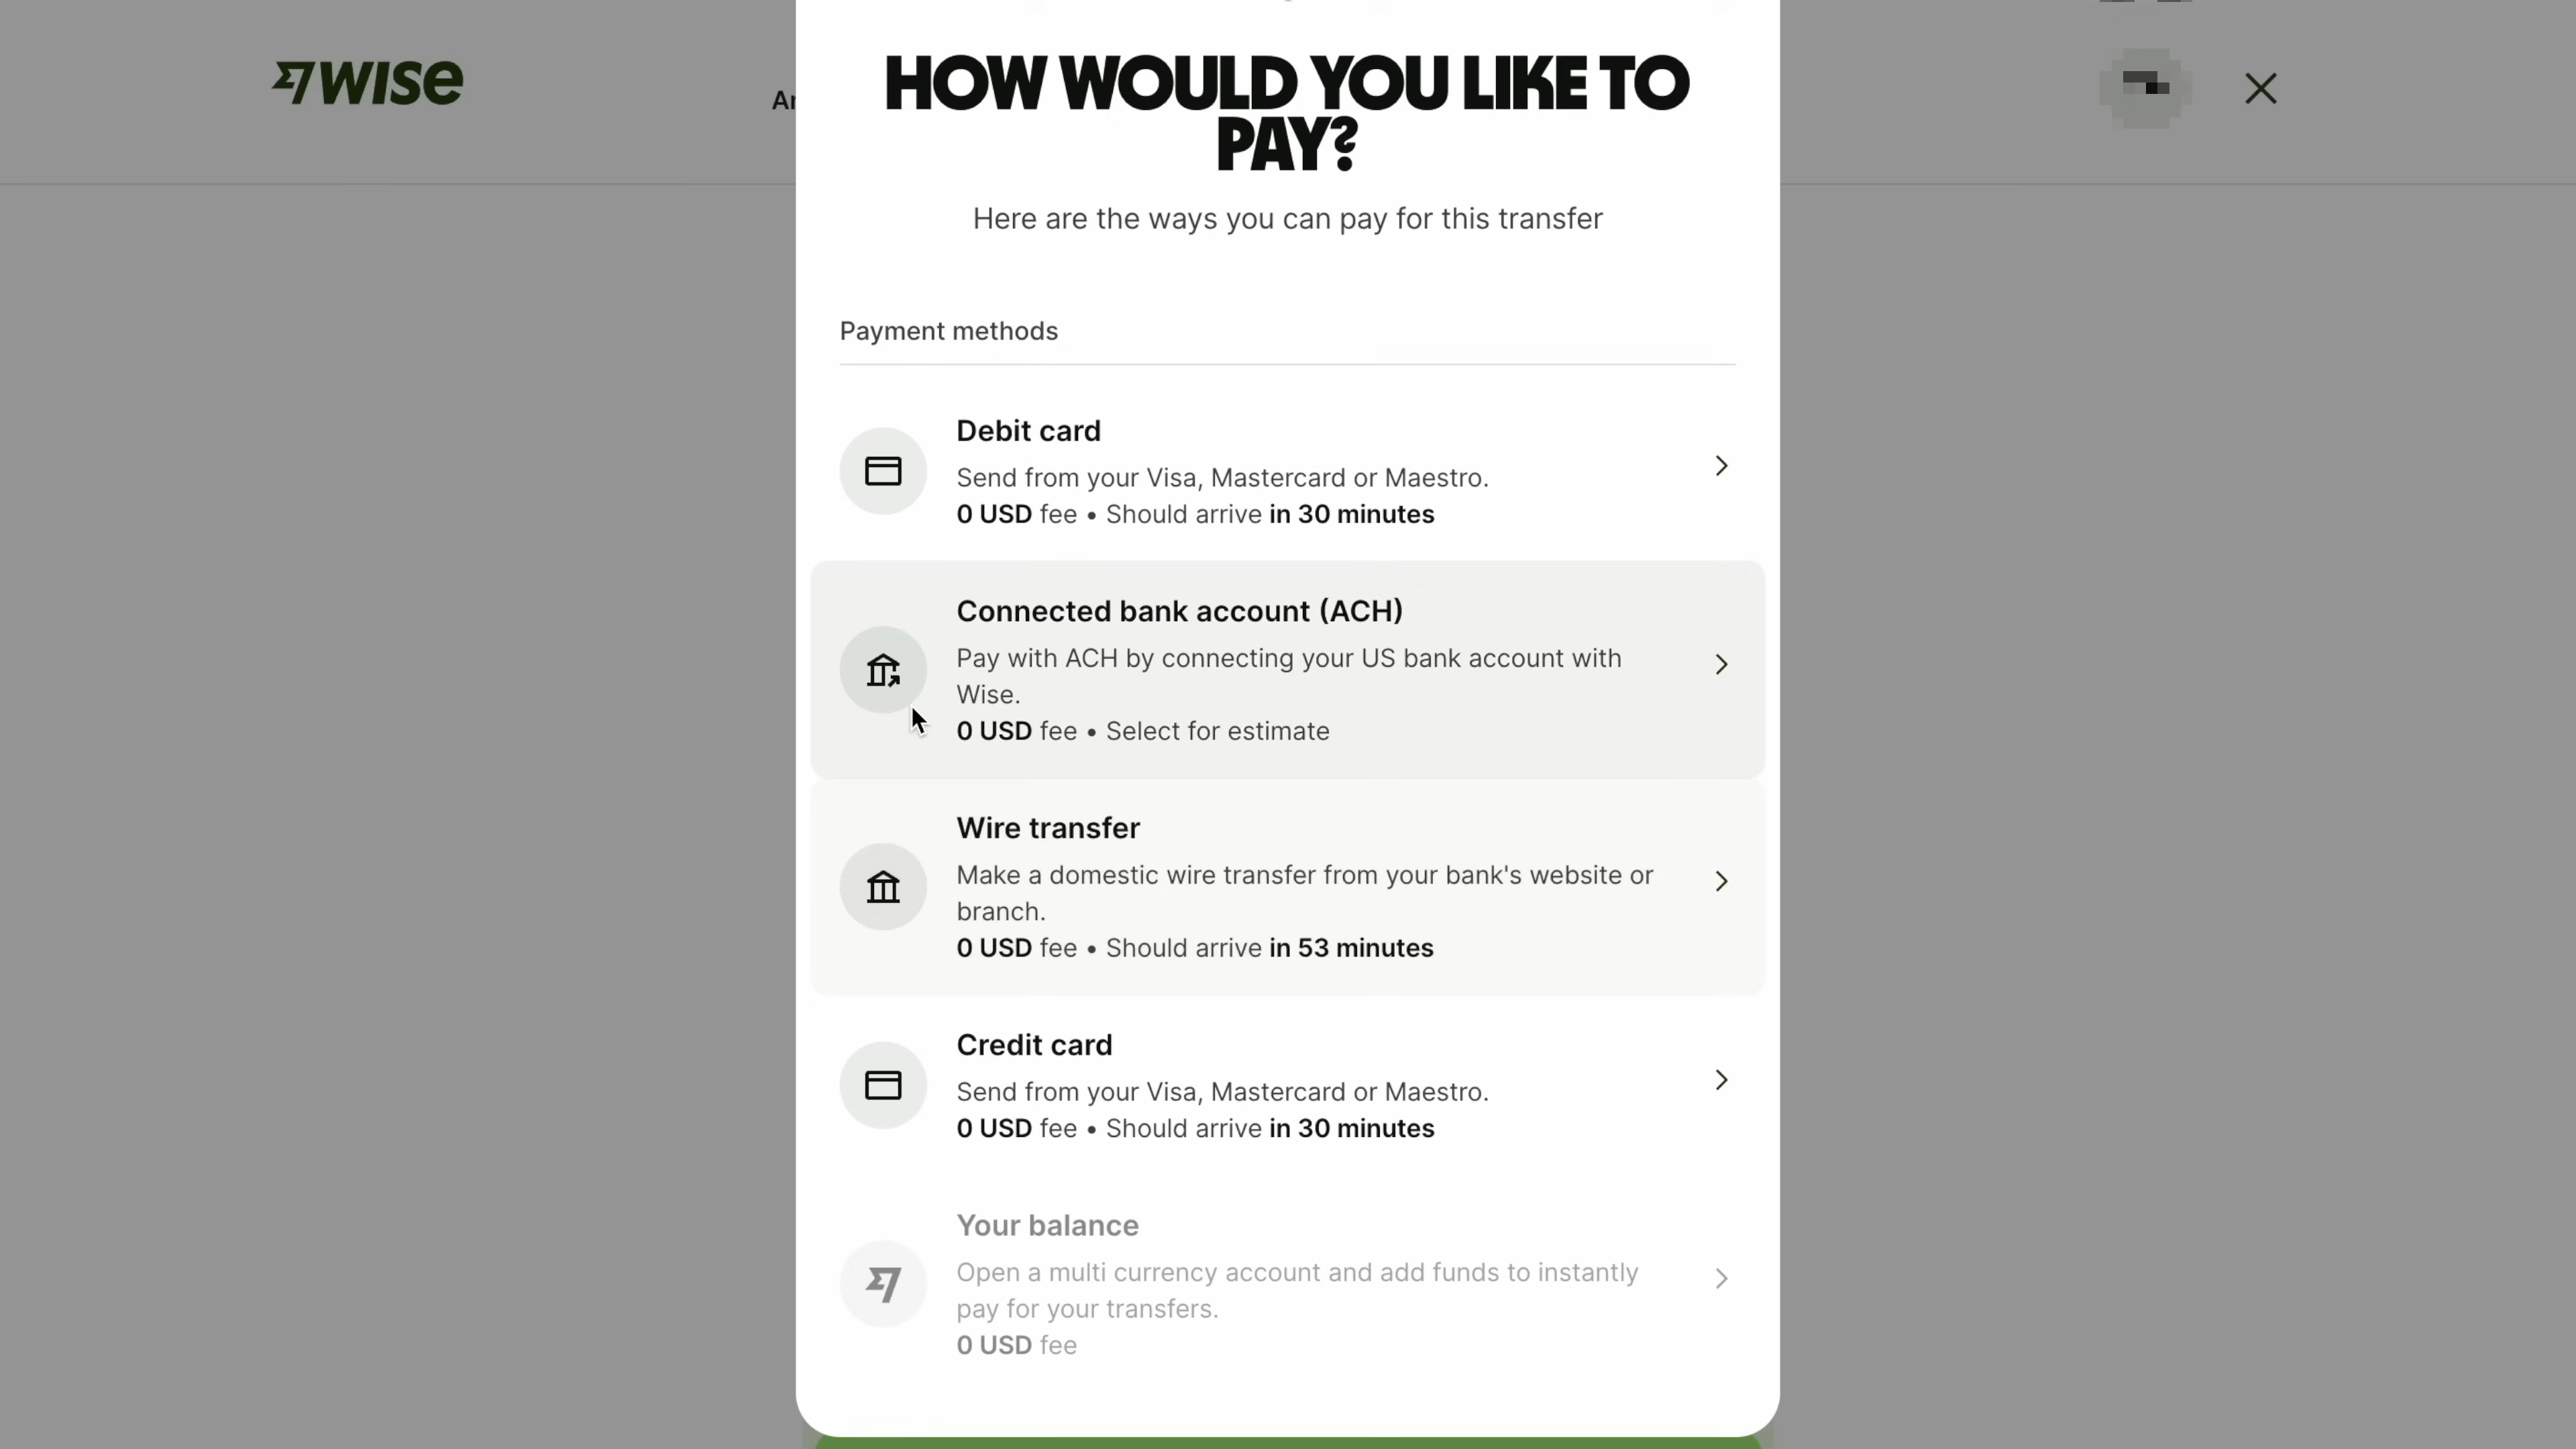 WISE
HOW WOULD YOU LIKE TO
PAY?
Here are the ways you can pay for this transfer
Payment methods
Debit card
Send from your Visa, Mastercard or Maestro.
0 USD fee • Should arrive in 30 minutes
Connected bank account (ACH)
Pay with ACH by connecting your US bank account with
Wise.
0 USD fee • Select for estimate
Wire transfer
Make a domestic wire transfer from your bank's website or
branch.
0 USD fee • Should arrive in 53 minutes
Credit card
Send from your Visa, Mastercard or Maestro.
0 USD fee • Should arrive in 30 minutes
Your balance
Open a multi currency account and add funds to instantly
pay for your transfers.
0 USD fee